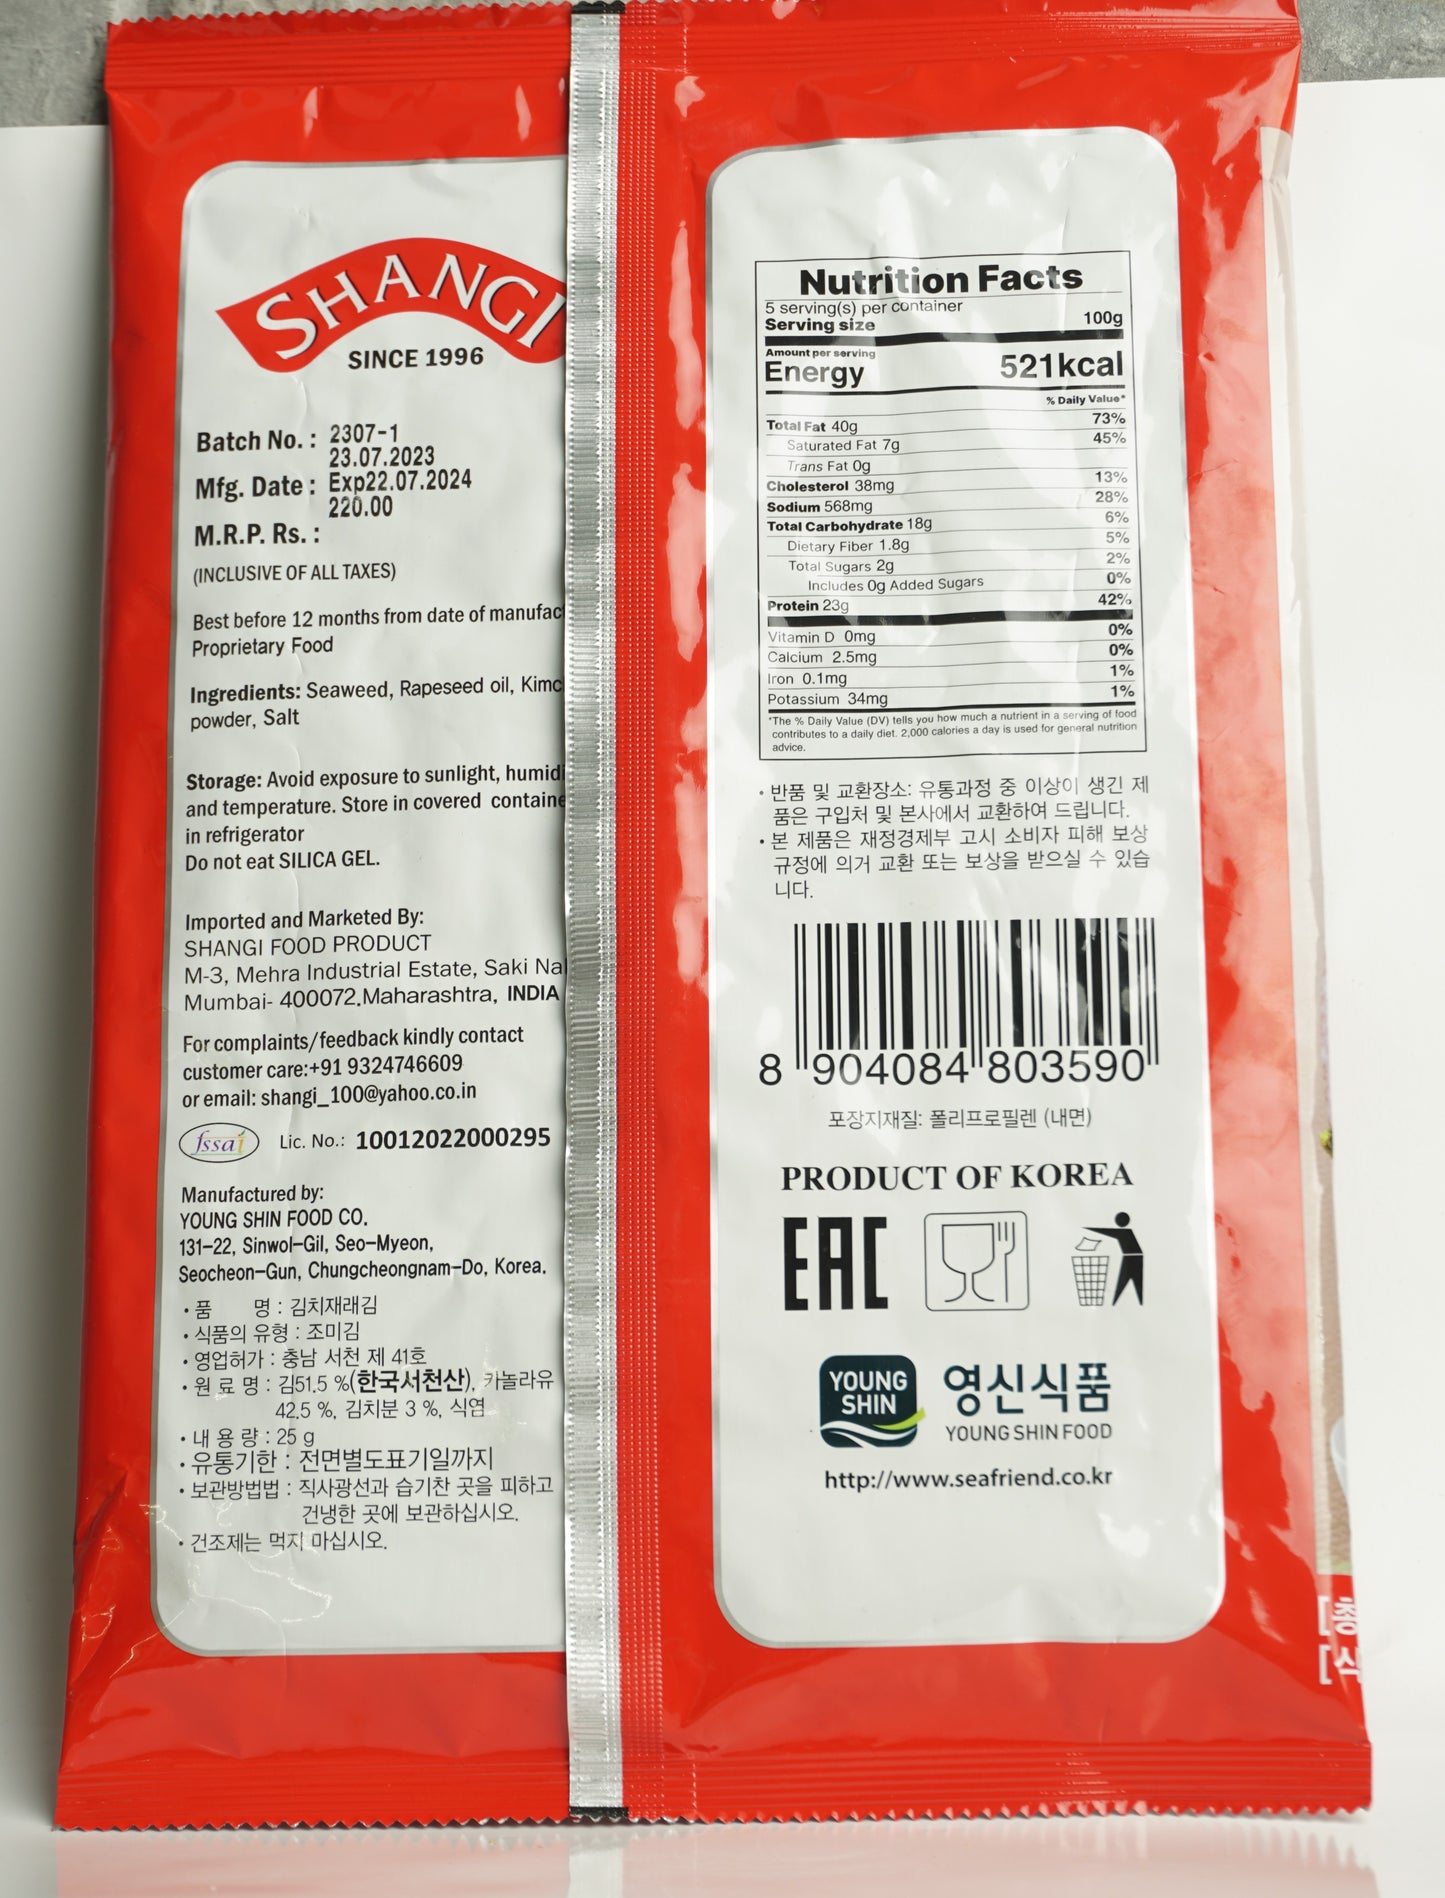 SHANGI
SINCE 1996
Batch No. : 2307-1
23.07.2023
Mfg. Date : Exp22.07.2024
220.00
M.R.P. Rs. :
(INCLUSIVE OF ALL TAXES)
Best before 12 months from date of
Proprietary Food
Ingredients: Seaweed, Rapeseed oil,
powder, Salt
Storage: Avoid exposure to sunlight,
and temperature. Store in covered
in refrigerator
Do not eat SILICA GEL.
Imported and Marketed By:
SHANGI FOOD PRODUCT
M-3, Mehra Industrial Estate, Saki
Mumbai- 400072.Maharashtra, INDIA
For complaints/feedback kindly contact
customer care:+91 9324746609
or email: shangi_100@yahoo.co.in
fssai Lic. No.: 10012022000295
Manufactured by:
YOUNG SHIN FOOD CO.
131-22, Sinwol-Gil, Seo-Myeon,
Seocheon-Gun, Chungcheongnam-Do, Korea.
• 품 명 : 김치재래김
• 식품의 유형 : 조미김
• 영업허가 : 충남 서천 제 41호
• 원 료 명 : 김51.5 %(한국서천산), 카놀라유
42.5 %, 김치분 3 %, 식염
• 내 용 량 : 25 g
• 유통기한 : 전면별도표기일까지
• 보관방법법 : 직사광선과 습기찬 곳을 피하고
건냉한 곳에 보관하십시오.
• 건조제는 먹지 마십시오.
Nutrition Facts
5 serving(s) per container
Serving size 100g
Amount per serving
Energy 521kcal
% Daily Value*
Total Fat 40g 73%
Saturated Fat 7g 45%
Trans Fat 0g
Cholesterol 38mg 13%
Sodium 568mg 28%
Total Carbohydrate 18g 6%
Dietary Fiber 1.8g 5%
Total Sugars 2g 2%
Includes 0g Added Sugars 0%
Protein 23g 42%
Vitamin D 0mg 0%
Calcium 2.5mg 0%
Iron 0.1mg 1%
Potassium 34mg 1%
*The % Daily Value (DV) tells you how much a nutrient in a serving of food
contributes to a daily diet. 2,000 calories a day is used for general nutrition
advice.
• 반품 및 교환장소: 유통과정 중 이상이 생긴 제
품은 구입처 및 본사에서 교환하여 드립니다.
• 본 제품은 재정경제부 고시 소비자 피해 보상
규정에 의거 교환 또는 보상을 받으실 수 있습
니다.
8 904084 803590
포장지재질: 폴리프로필렌 (내면)
PRODUCT OF KOREA
EAC
YOUNG
SHIN
영신식품
YOUNG SHIN FOOD
http://www.seafriend.co.kr